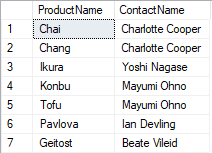 ProductName ContactName
1 Chai Charlotte Cooper
2 Chang Charlotte Cooper
3 Ikura Yoshi Nagase
4 Konbu Mayumi Ohno
5 Tofu Mayumi Ohno
6 Pavlova Ian Devling
7 Geitost Beate Vileid